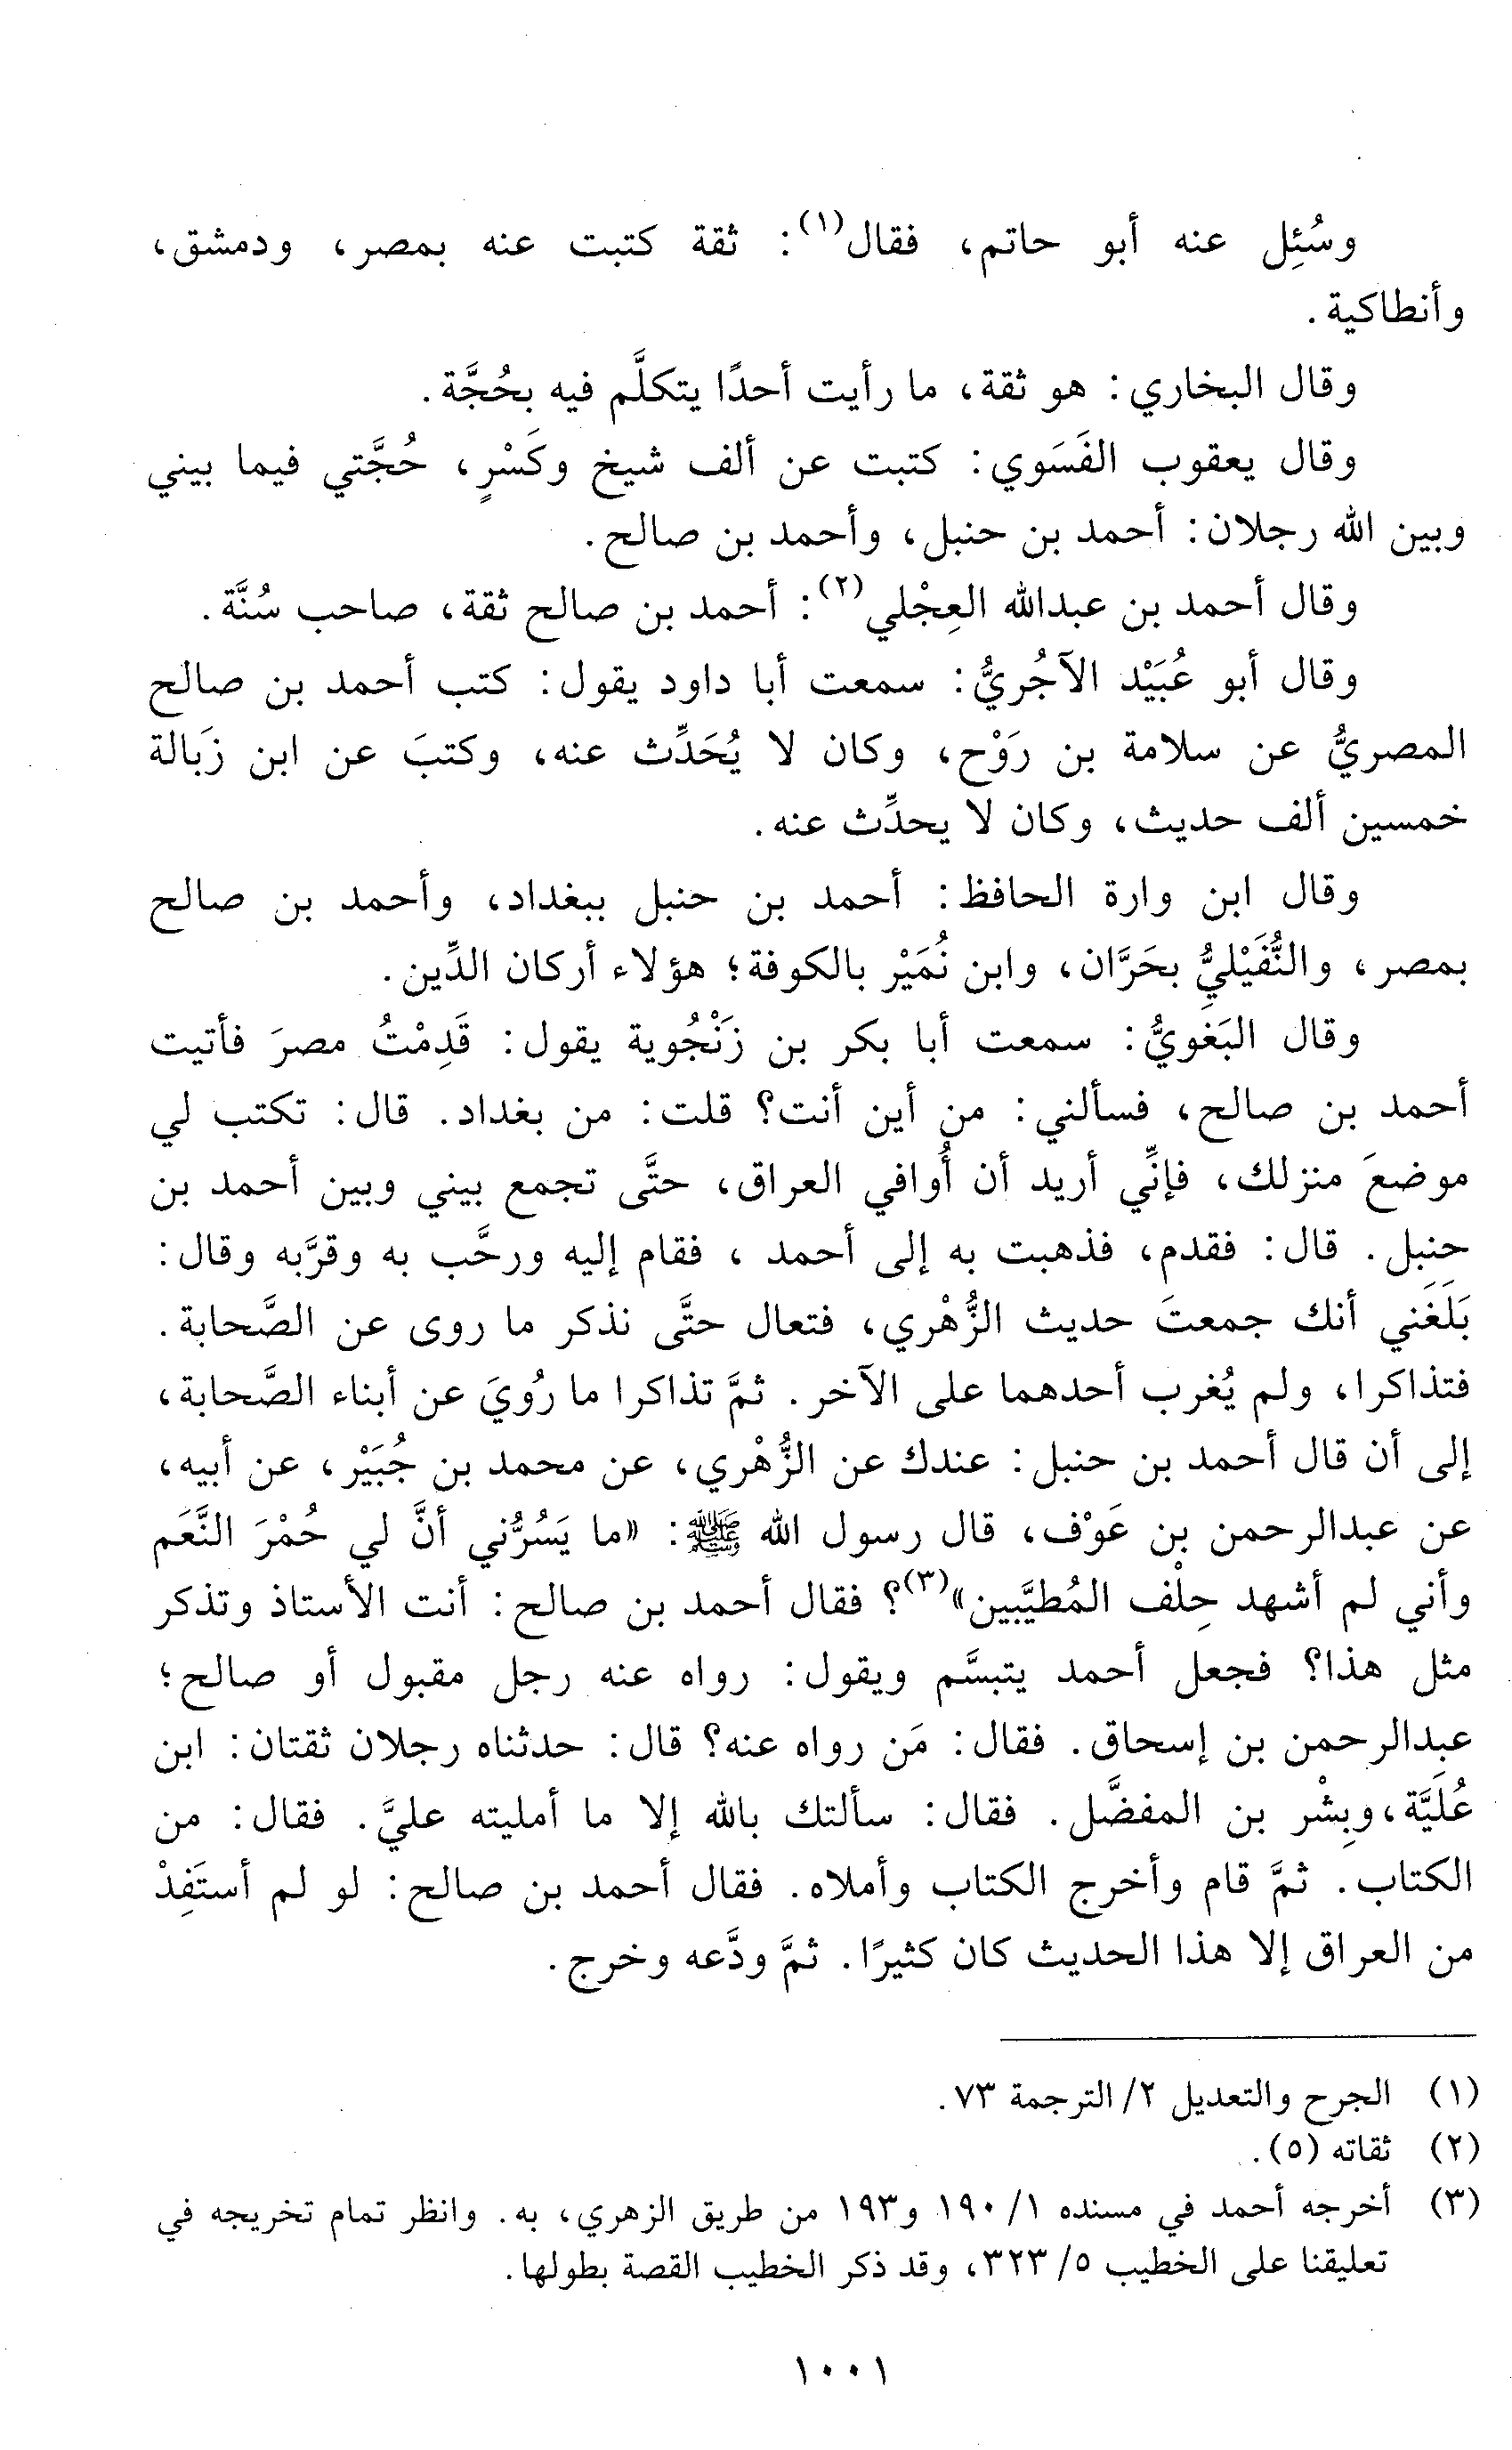 وسُئِل عنه أبو حاتم، فقال(١): ثقة كتبت عنه بمصر، ودمشق،
وأنطاكية.
وقال البخاري: هو ثقة، ما رأيت أحدًا يتكلَّم فيه بحُجَّة.
وقال يعقوب الفَسَوي: كتبت عن ألف شيخ وكَسْرٍ، حُجَّتي فيما بيني
وبين الله رجلان: أحمد بن حنبل، وأحمد بن صالح.
وقال أحمد بن عبدالله العِجْلي(٢): أحمد بن صالح ثقة، صاحب سُنَّة.
وقال أبو عُبَيْد الآجُريُّ: سمعت أبا داود يقول: كتب أحمد بن صالح
المصريُّ عن سلامة بن رَوْح، وكان لا يُحَدِّث عنه، وكتبَ عن ابن زَبالة
خمسين ألف حديث، وكان لا يحدِّث عنه.
وقال ابن وارة الحافظ: أحمد بن حنبل ببغداد، وأحمد بن صالح
بمصر، والنُّفَيْليُّ بحَرَّان، وابن نُمَيْر بالكوفة؛ هؤلاء أركان الدِّين.
وقال البَغويُّ: سمعت أبا بكر بن زَنْجُوية يقول: قَدِمْتُ مصرَ فأتيت
أحمد بن صالح، فسألني: من أين أنت؟ قلت: من بغداد. قال: تكتب لي
موضعَ منزلك، فإنِّي أريد أن أُوافي العراق، حتَّى تجمع بيني وبين أحمد بن
حنبل. قال: فقدم، فذهبت به إلى أحمد ، فقام إليه ورحَّب به وقرَّبه وقال:
بَلَغَني أنك جمعتَ حديث الزُّهْري، فتعال حتَّى نذكر ما روى عن الصَّحابة.
فتذاكرا، ولم يُغرب أحدهما على الآخر. ثمَّ تذاكرا ما رُويَ عن أبناء الصَّحابة،
إلى أن قال أحمد بن حنبل: عندك عن الزُّهْري، عن محمد بن جُبَيْر، عن أبيه،
عن عبدالرحمن بن عَوْف، قال رسول الله ﷺ: «ما يَسُرُّني أنَّ لي حُمْرَ النَّعَم
وأني لم أشهد حِلْف المُطيَّبين»(٣)؟ فقال أحمد بن صالح: أنت الأستاذ وتذكر
مثل هذا؟ فجعل أحمد يتبسَّم ويقول: رواه عنه رجل مقبول أو صالح؛
عبدالرحمن بن إسحاق. فقال: مَن رواه عنه؟ قال: حدثناه رجلان ثقتان: ابن
عُلَيَّة، وبِشْر بن المفضَّل. فقال: سألتك بالله إلا ما أمليته عليَّ. فقال: من
الكتاب. ثمَّ قام وأخرج الكتاب وأملاه. فقال أحمد بن صالح: لو لم أستَفِدْ
من العراق إلا هذا الحديث كان كثيرًا. ثمَّ ودَّعه وخرج.
(١) الجرح والتعديل ٢/ الترجمة ٧٣.
(٢) ثقاته (٥).
(٣) أخرجه أحمد في مسنده ١/ ١٩٠ و١٩٣ من طريق الزهري، به. وانظر تمام تخريجه في
تعليقنا على الخطيب ٥/ ٣٢٣، وقد ذكر الخطيب القصة بطولها.
١٠٠١